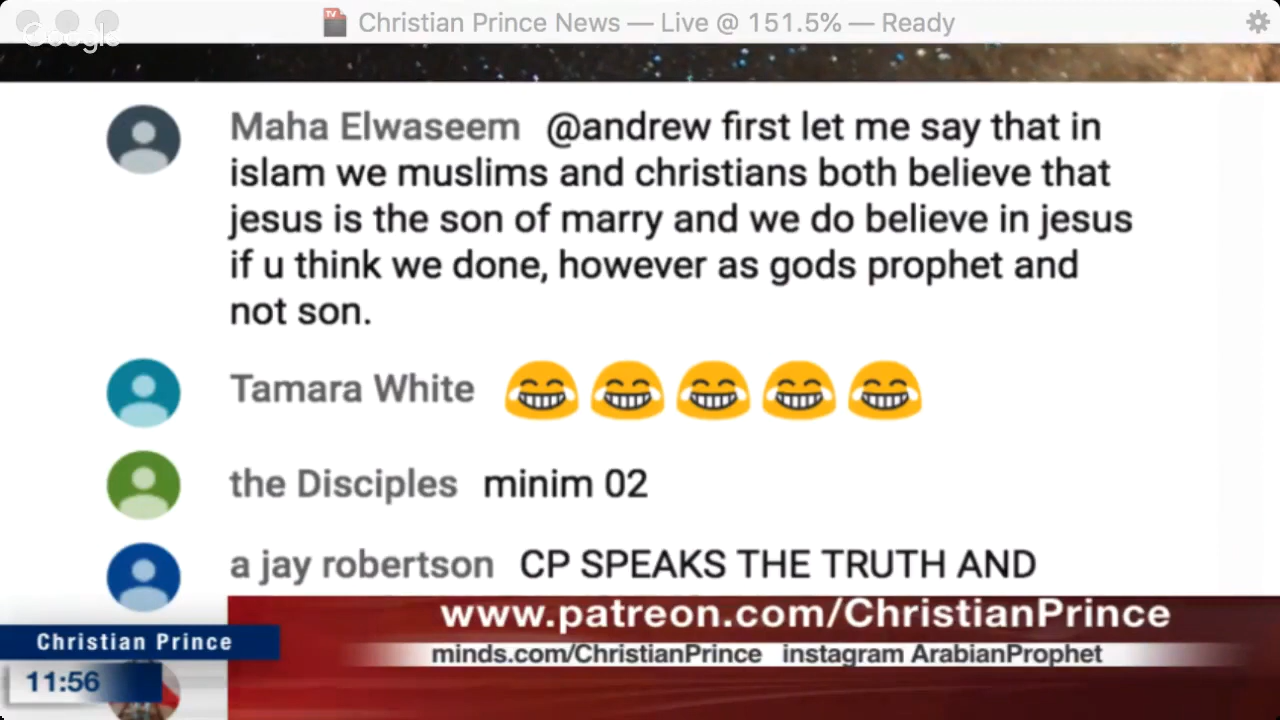 Christian Prince News — Live @ 151.5% — Ready
Google
Maha Elwaseem @andrew first let me say that in
islam we muslims and christians both believe that
jesus is the son of marry and we do believe in jesus
if u think we done, however as gods prophet and
not son.
Tamara White 😂😂😂😂😂
the Disciples minim 02
a jay robertson CP SPEAKS THE TRUTH AND
www.patreon.com/ChristianPrince
Christian Prince
minds.com/ChristianPrince instagram ArabianProphet
11:56